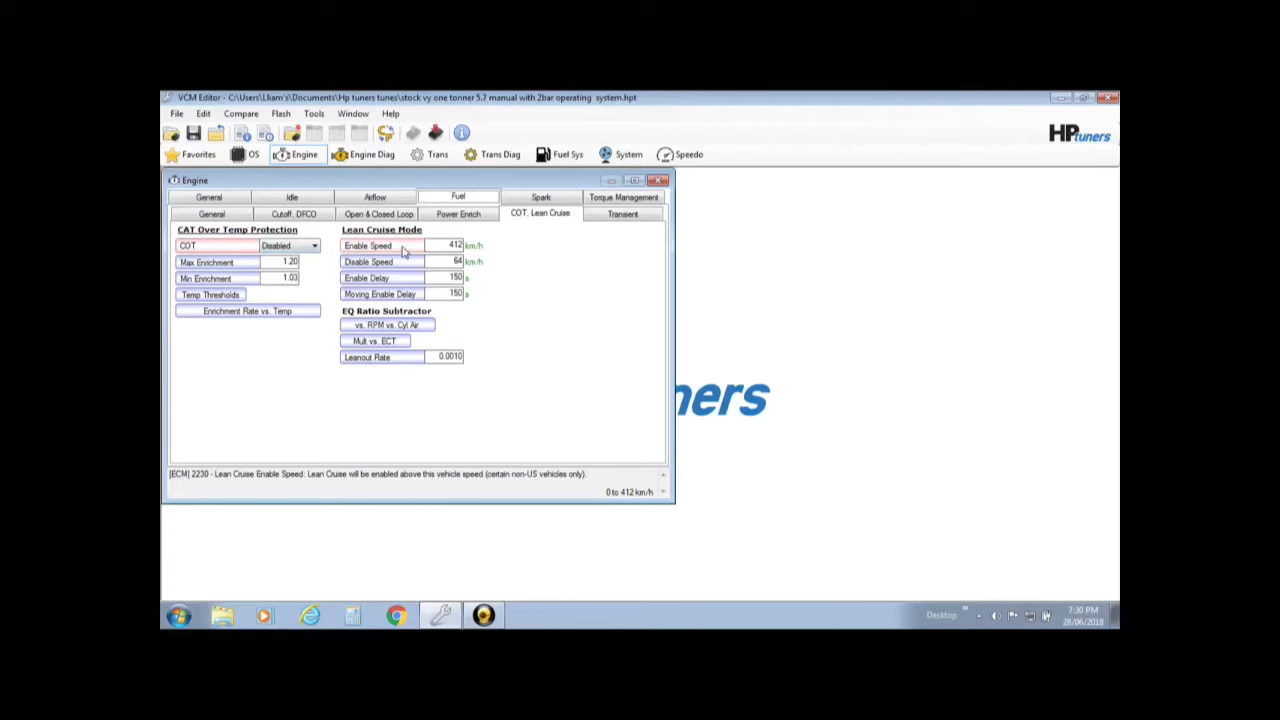 VCM Editor - C:\Users\Lliam's\Documents\Hp tuners tunes\stock vy one tonner 5.7 manual with 2bar operating system.hpt
File Edit Compare Flash Tools Window Help
HPtuners
Favorites OS Engine Engine Diag Trans Trans Diag Fuel Sys System Speedo
Engine
General Idle Airflow Fuel Spark Torque Management
General Cutoff, DFCO Open & Closed Loop Power Enrich COT, Lean Cruise Transient
CAT Over Temp Protection
COT Disabled
Max Enrichment 1.20
Min Enrichment 1.03
Temp Thresholds
Enrichment Rate vs. Temp
Lean Cruise Mode
Enable Speed 412 km/h
Disable Speed 64 km/h
Enable Delay 150 s
Moving Enable Delay 150 s
EQ Ratio Subtractor
vs. RPM vs. Cyl Air
Mult vs. ECT
Leanout Rate 0.0010
ners
[ECM] 2230 - Lean Cruise Enable Speed: Lean Cruise will be enabled above this vehicle speed (certain non-US vehicles only).
0 to 412 km/h
Desktop
7:30 PM
28/06/2018